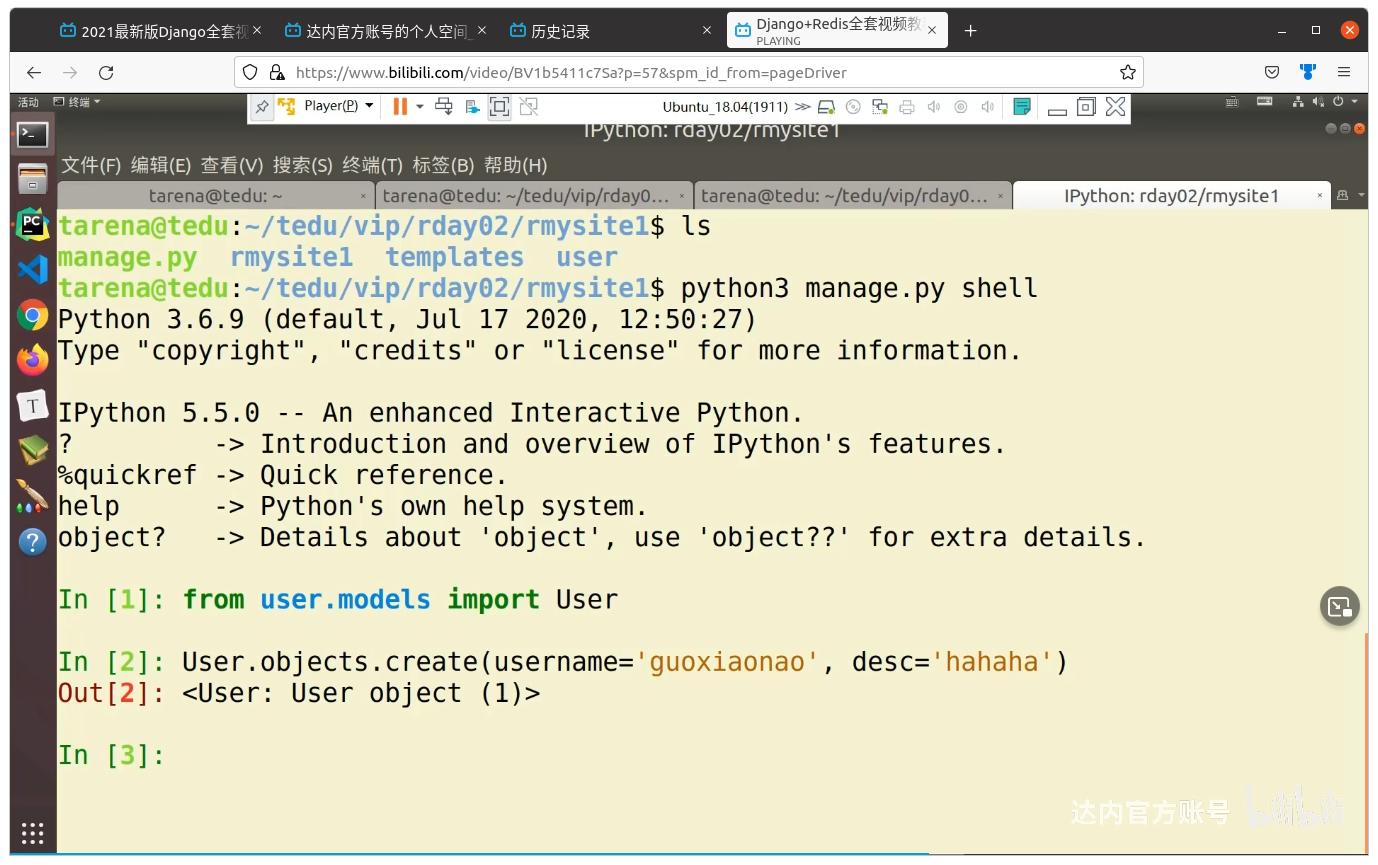 2021最新版Django全套视
达内官方账号的个人空间_
历史记录
Django+Redis全套视频教
PLAYING
https://www.bilibili.com/video/BV1b5411c7Sa?p=57&spm_id_from=pageDriver
活动 终端
Player(P)
Ubuntu_18.04(1911)
IPython: rday02/rmysite1
文件(F) 编辑(E) 查看(V) 搜索(S) 终端(T) 标签(B) 帮助(H)
tarena@tedu: ~
tarena@tedu: ~/tedu/vip/rday0...
tarena@tedu: ~/tedu/vip/rday0...
IPython: rday02/rmysite1
tarena@tedu:~/tedu/vip/rday02/rmysite1$ ls
manage.py rmysite1 templates user
tarena@tedu:~/tedu/vip/rday02/rmysite1$ python3 manage.py shell
Python 3.6.9 (default, Jul 17 2020, 12:50:27)
Type "copyright", "credits" or "license" for more information.
IPython 5.5.0 -- An enhanced Interactive Python.
? -> Introduction and overview of IPython's features.
%quickref -> Quick reference.
help -> Python's own help system.
object? -> Details about 'object', use 'object??' for extra details.
In [1]: from user.models import User
In [2]: User.objects.create(username='guoxiaonao', desc='hahaha')
Out[2]: <User: User object (1)>
In [3]:
达内官方账号 bilibili
PC
T
?